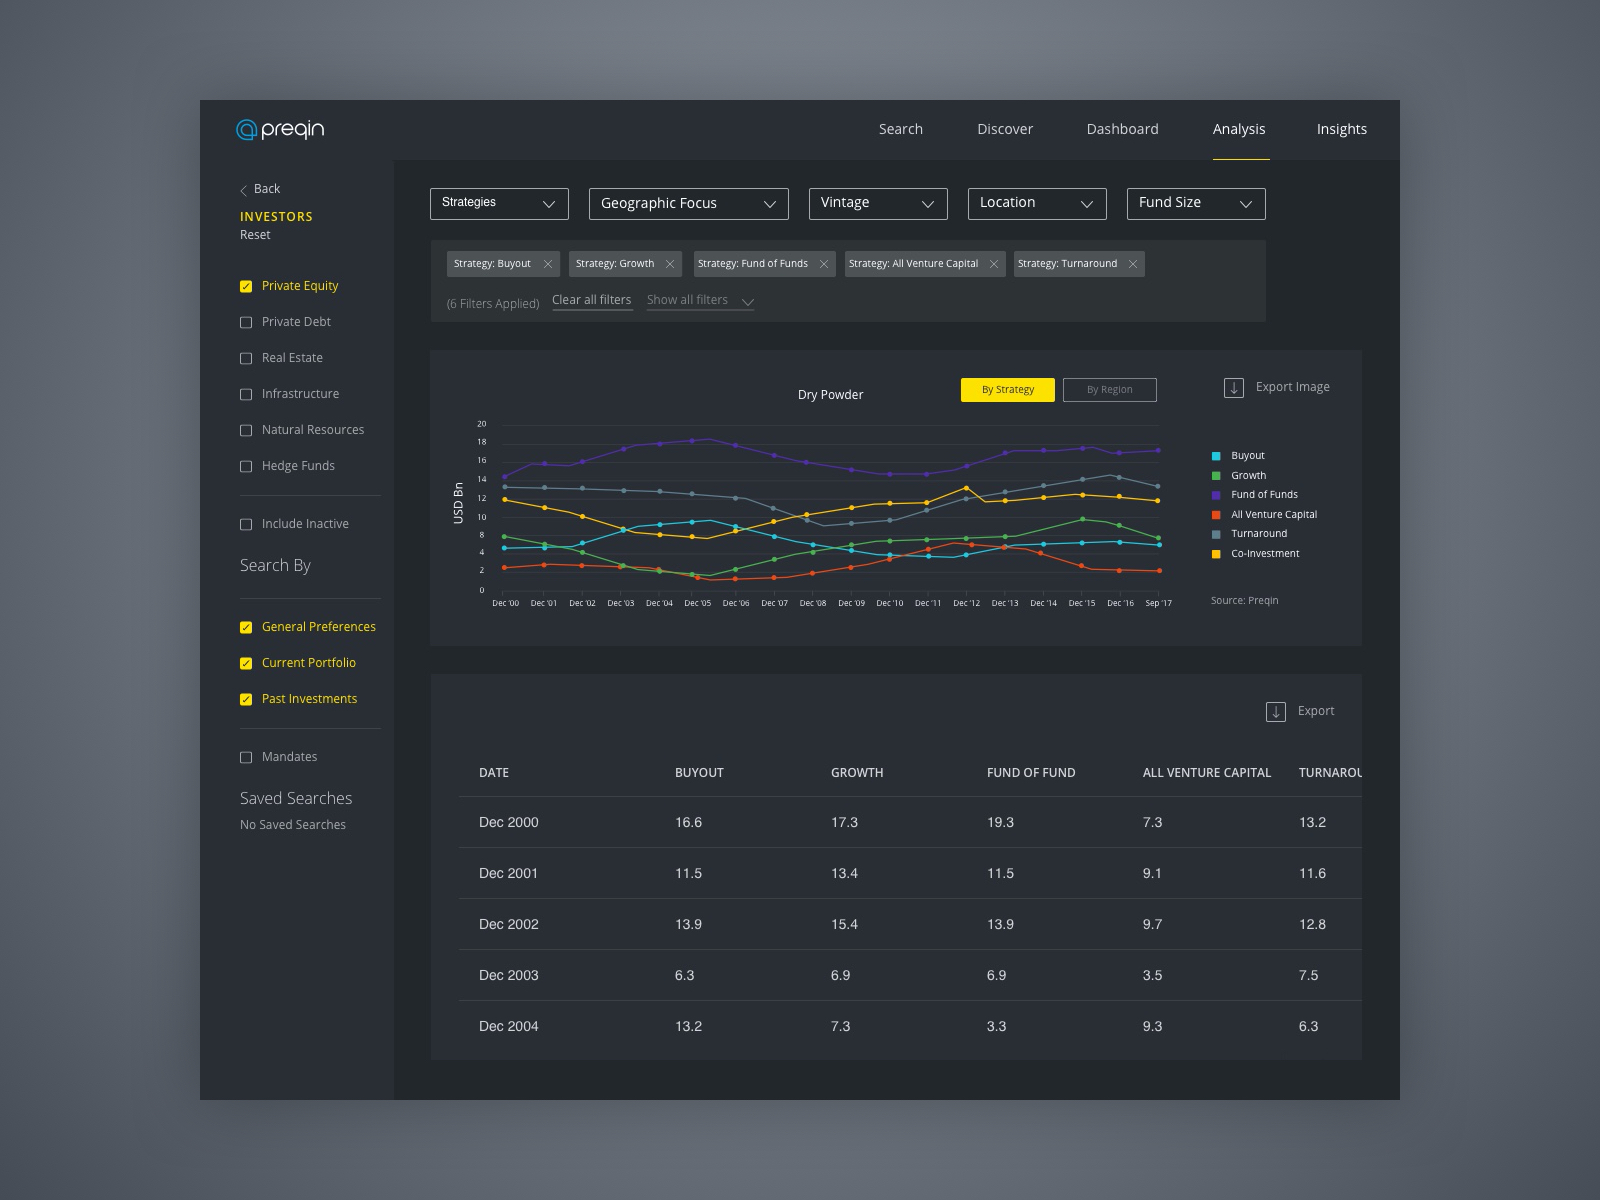 preqin
Search Discover Dashboard Analysis Insights
Back
INVESTORS
Reset
Private Equity
Private Debt
Real Estate
Infrastructure
Natural Resources
Hedge Funds
Include Inactive
Search By
General Preferences
Current Portfolio
Past Investments
Mandates
Saved Searches
No Saved Searches
Strategies Geographic Focus Vintage Location Fund Size
Strategy: Buyout Strategy: Growth Strategy: Fund of Funds Strategy: All Venture Capital Strategy: Turnaround
(6 Filters Applied) Clear all filters Show all filters
Dry Powder By Strategy By Region Export Image
USD Bn
20
18
16
14
12
10
8
4
2
0
Dec '00 Dec '01 Dec '02 Dec '03 Dec '04 Dec '05 Dec '06 Dec '07 Dec '08 Dec '09 Dec '10 Dec '11 Dec '12 Dec '13 Dec '14 Dec '15 Dec '16 Sep '17
Buyout
Growth
Fund of Funds
All Venture Capital
Turnaround
Co-Investment
Source: Preqin
Export
DATE BUYOUT GROWTH FUND OF FUND ALL VENTURE CAPITAL TURNAROU
Dec 2000 16.6 17.3 19.3 7.3 13.2
Dec 2001 11.5 13.4 11.5 9.1 11.6
Dec 2002 13.9 15.4 13.9 9.7 12.8
Dec 2003 6.3 6.9 6.9 3.5 7.5
Dec 2004 13.2 7.3 3.3 9.3 6.3